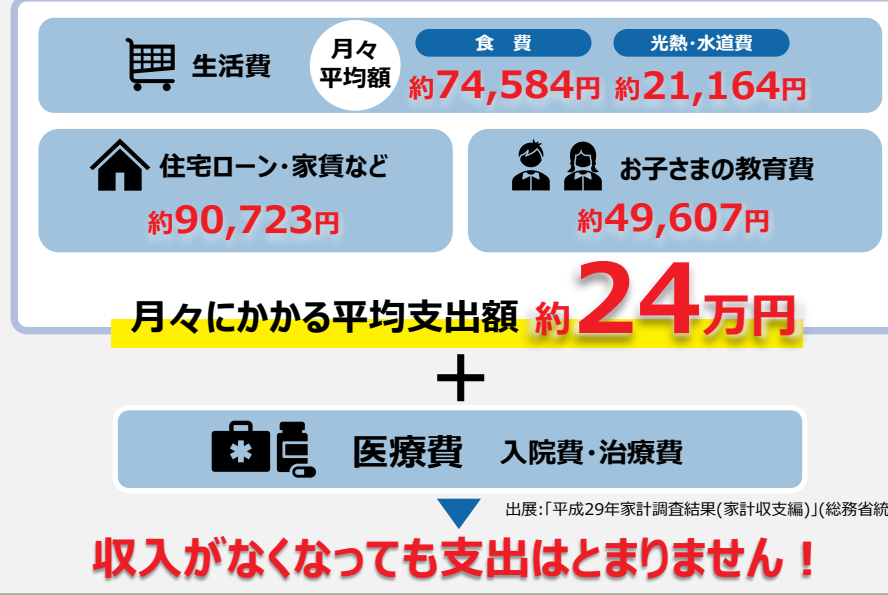 生活費
月々
平均額
食 費
約74,584円
光熱･水道費
約21,164円
住宅ローン･家賃など
約90,723円
お子さまの教育費
約49,607円
月々にかかる平均支出額 約24万円
＋
医療費 入院費･治療費
出展:｢平成29年家計調査結果(家計収支編)｣(総務省統
収入がなくなっても支出はとまりません！